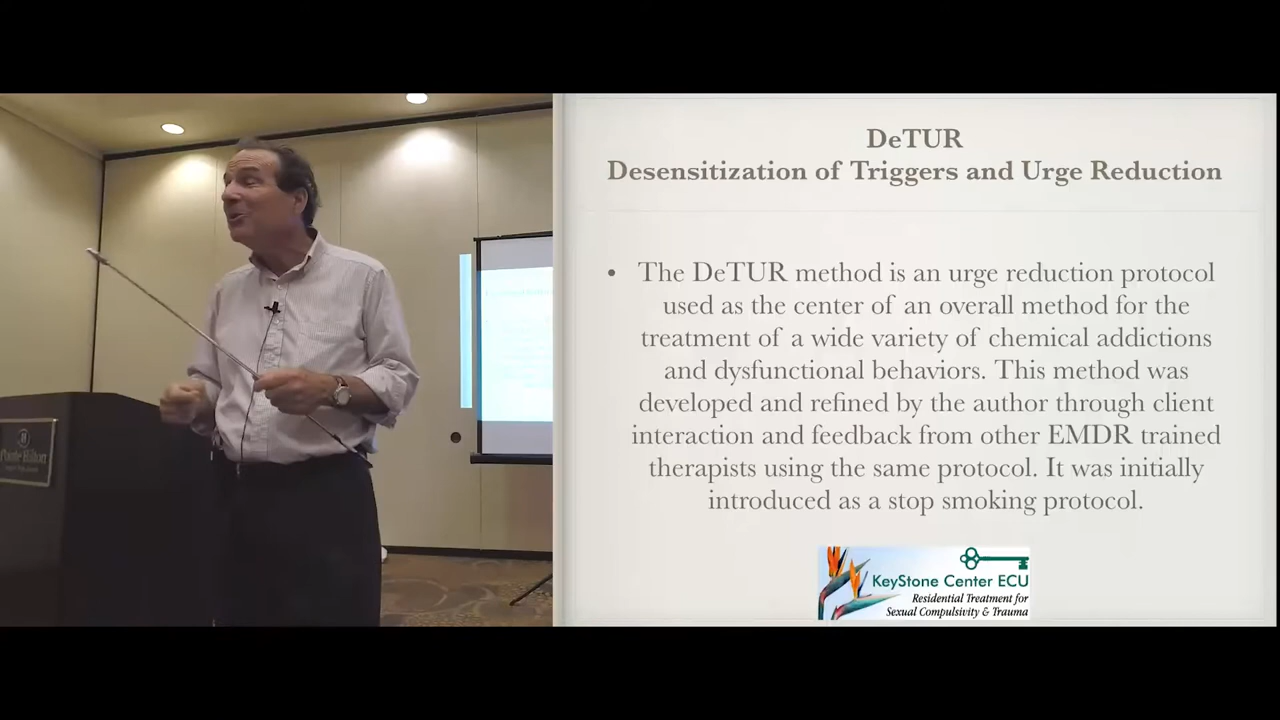 DeTUR
Desensitization of Triggers and Urge Reduction
• The DeTUR method is an urge reduction protocol
used as the center of an overall method for the
treatment of a wide variety of chemical addictions
and dysfunctional behaviors. This method was
developed and refined by the author through client
interaction and feedback from other EMDR trained
therapists using the same protocol. It was initially
introduced as a stop smoking protocol.
KeyStone Center ECU
Residential Treatment for
Sexual Compulsivity & Trauma
Pointe Hilton